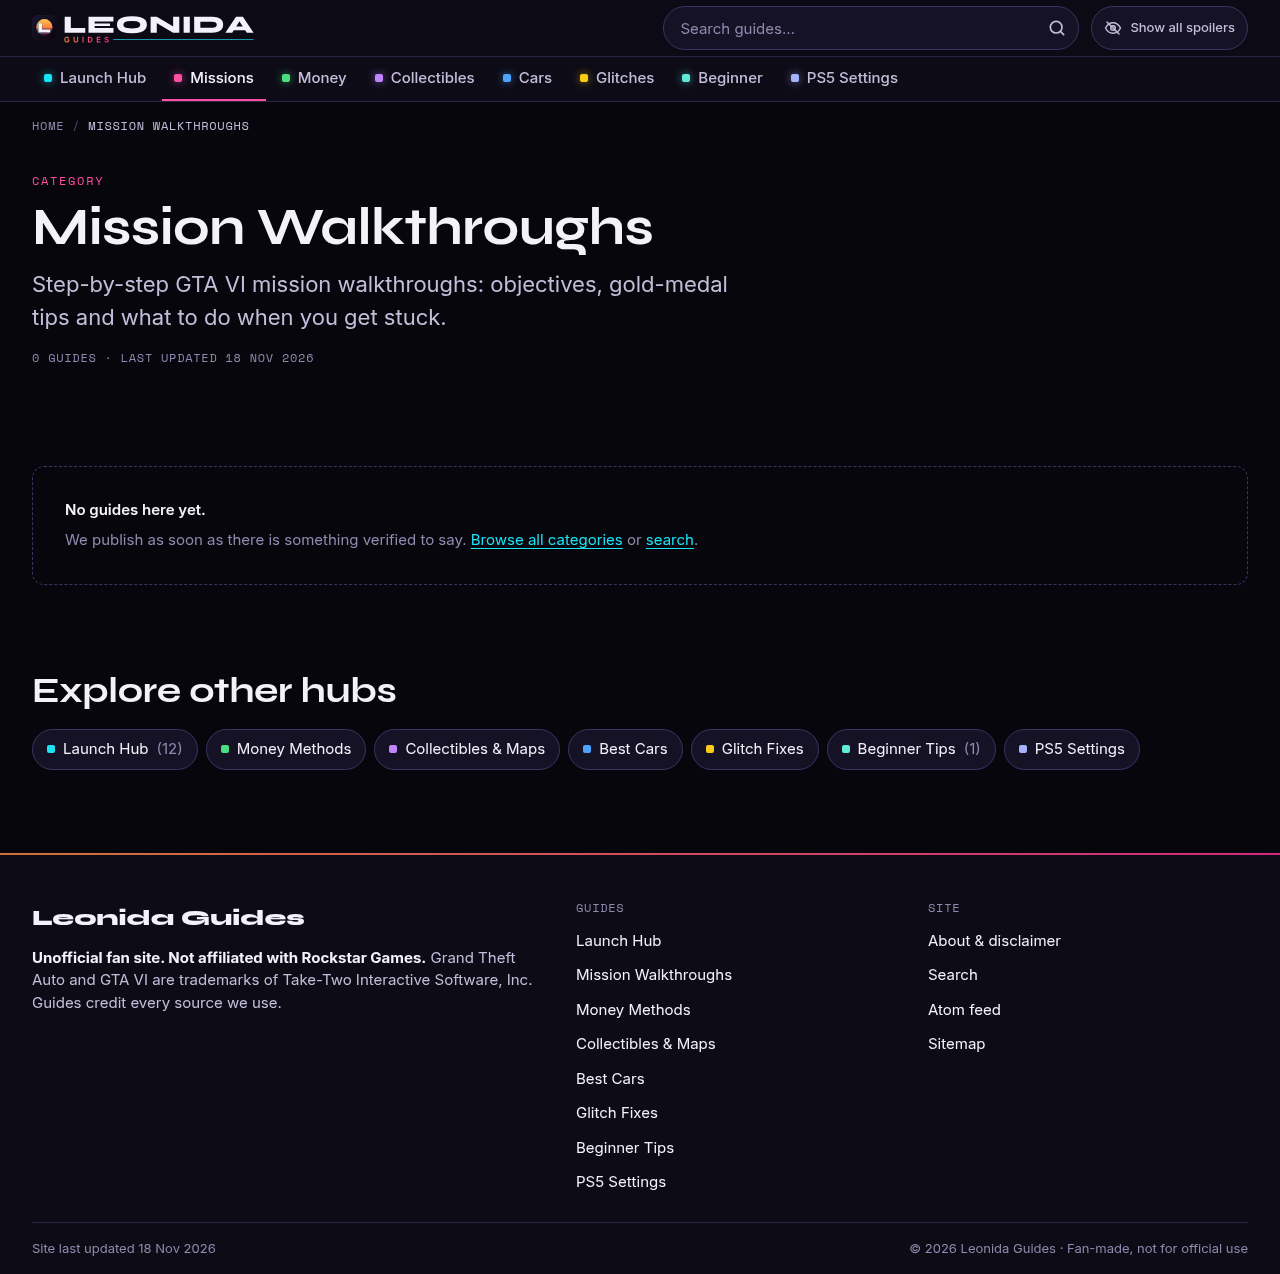 LEONIDA
GUIDES
Search guides…
Show all spoilers
Launch Hub
Missions
Money
Collectibles
Cars
Glitches
Beginner
PS5 Settings
HOME / MISSION WALKTHROUGHS
CATEGORY
Mission Walkthroughs
Step-by-step GTA VI mission walkthroughs: objectives, gold-medal
tips and what to do when you get stuck.
0 GUIDES · LAST UPDATED 18 NOV 2026
No guides here yet.
We publish as soon as there is something verified to say. Browse all categories or search.
Explore other hubs
Launch Hub (12)
Money Methods
Collectibles & Maps
Best Cars
Glitch Fixes
Beginner Tips (1)
PS5 Settings
Leonida Guides
Unofficial fan site. Not affiliated with Rockstar Games. Grand Theft
Auto and GTA VI are trademarks of Take-Two Interactive Software, Inc.
Guides credit every source we use.
GUIDES
Launch Hub
Mission Walkthroughs
Money Methods
Collectibles & Maps
Best Cars
Glitch Fixes
Beginner Tips
PS5 Settings
SITE
About & disclaimer
Search
Atom feed
Sitemap
Site last updated 18 Nov 2026
© 2026 Leonida Guides · Fan-made, not for official use